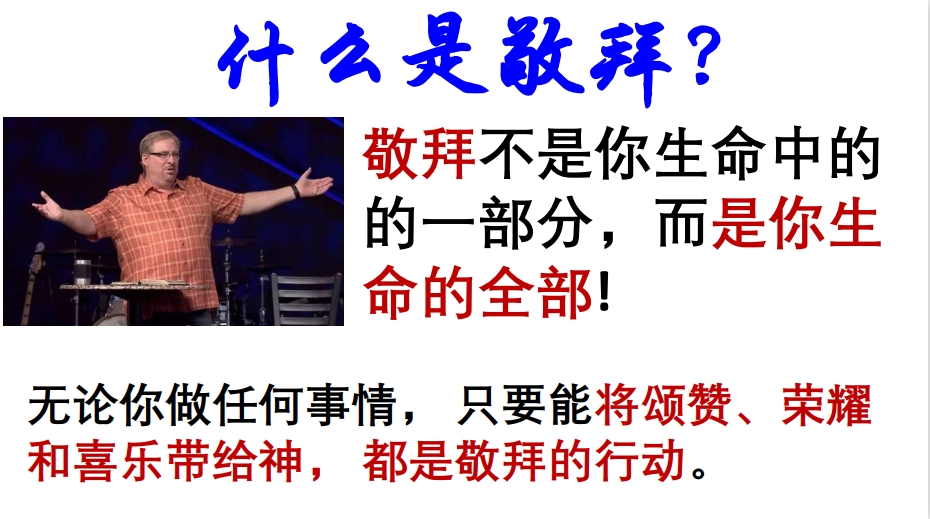 什么是敬拜?
敬拜不是你生命中的
的一部分，而是你生
命的全部!
无论你做任何事情， 只要能将颂赞、荣耀
和喜乐带给神， 都是敬拜的行动。